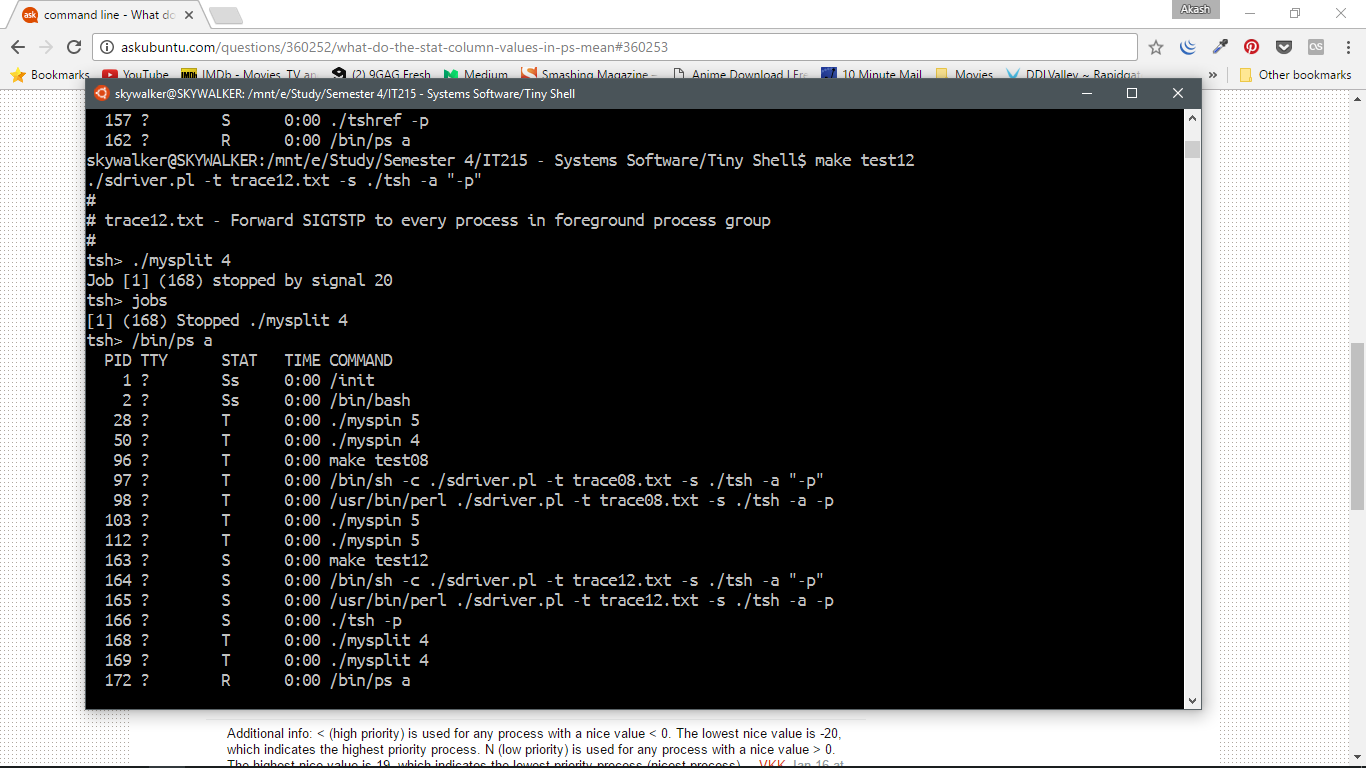 Akash
ask command line - What do
askubuntu.com/questions/360252/what-do-the-stat-column-values-in-ps-mean#360253
Bookmarks YouTube IMDb - Movies, TV an (2) 9GAG Fresh Medium Smashing Magazine - Anime Download | Fre 10 Minute Mail Movies DDLValley ~ Rapidgat » Other bookmarks
skywalker@SKYWALKER: /mnt/e/Study/Semester 4/IT215 - Systems Software/Tiny Shell
157 ? S 0:00 ./tshref -p
162 ? R 0:00 /bin/ps a
skywalker@SKYWALKER:/mnt/e/Study/Semester 4/IT215 - Systems Software/Tiny Shell$ make test12
./sdriver.pl -t trace12.txt -s ./tsh -a "-p"
#
# trace12.txt - Forward SIGTSTP to every process in foreground process group
#
tsh> ./mysplit 4
Job [1] (168) stopped by signal 20
tsh> jobs
[1] (168) Stopped ./mysplit 4
tsh> /bin/ps a
PID TTY STAT TIME COMMAND
1 ? Ss 0:00 /init
2 ? Ss 0:00 /bin/bash
28 ? T 0:00 ./myspin 5
50 ? T 0:00 ./myspin 4
96 ? T 0:00 make test08
97 ? T 0:00 /bin/sh -c ./sdriver.pl -t trace08.txt -s ./tsh -a "-p"
98 ? T 0:00 /usr/bin/perl ./sdriver.pl -t trace08.txt -s ./tsh -a -p
103 ? T 0:00 ./myspin 5
112 ? T 0:00 ./myspin 5
163 ? S 0:00 make test12
164 ? S 0:00 /bin/sh -c ./sdriver.pl -t trace12.txt -s ./tsh -a "-p"
165 ? S 0:00 /usr/bin/perl ./sdriver.pl -t trace12.txt -s ./tsh -a -p
166 ? S 0:00 ./tsh -p
168 ? T 0:00 ./mysplit 4
169 ? T 0:00 ./mysplit 4
172 ? R 0:00 /bin/ps a
Additional info: < (high priority) is used for any process with a nice value < 0. The lowest nice value is -20,
which indicates the highest priority process. N (low priority) is used for any process with a nice value > 0.
The highest nice value is 19, which indicates the lowest priority process (nicest process). – VKK Jan 16 at